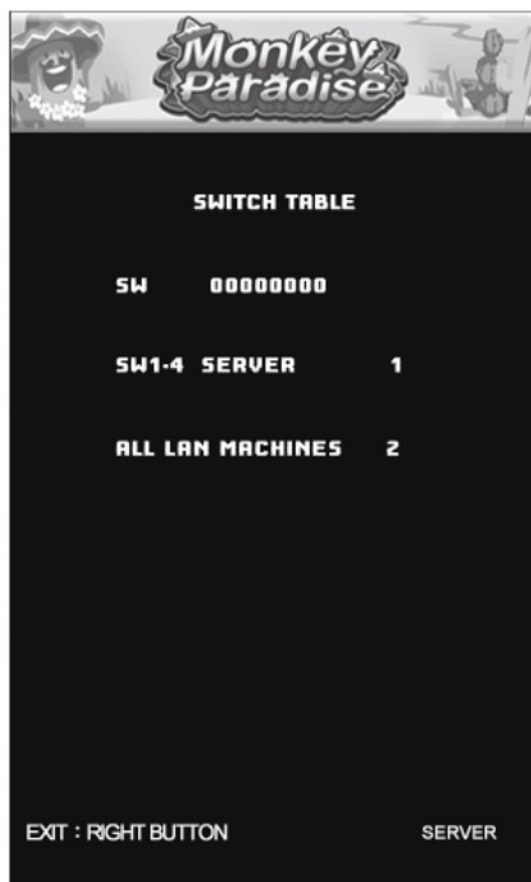 Monkey
Paradise
SWITCH TABLE
SW 00000000
SW1-4 SERVER 1
ALL LAN MACHINES 2
EXIT : RIGHT BUTTON SERVER